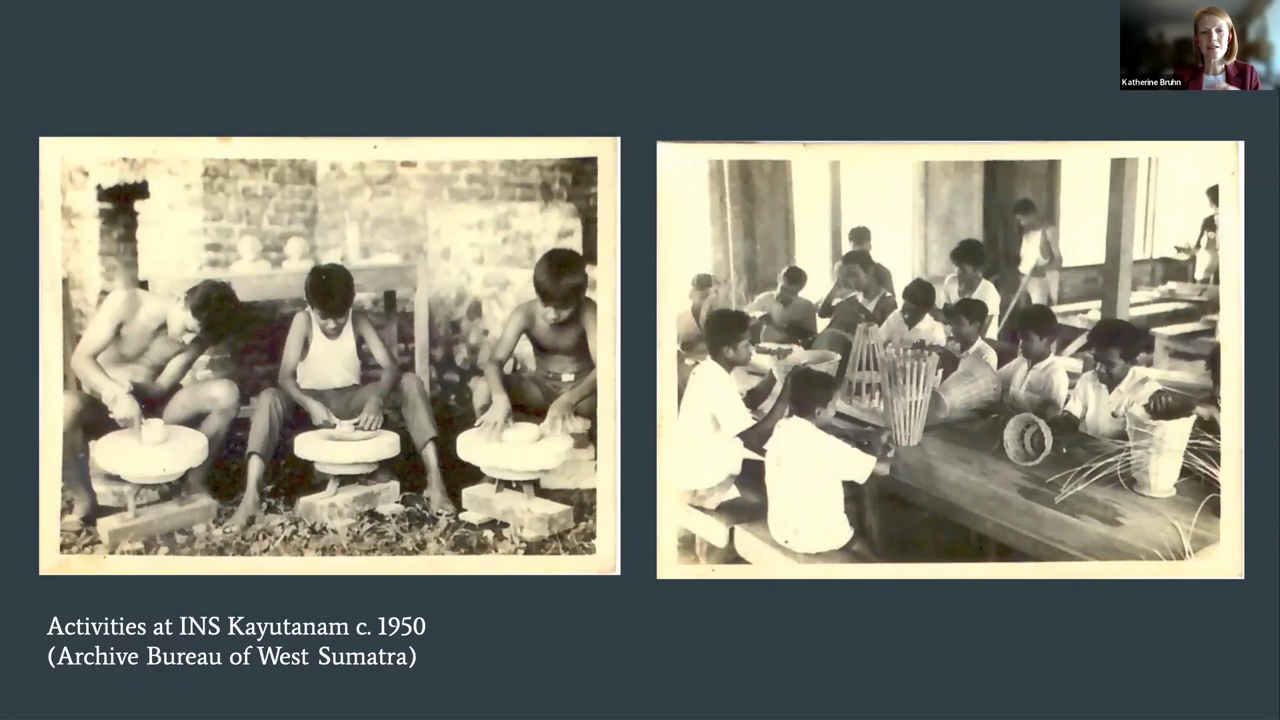 Katherine Bruhn
Activities at INS Kayutanam c. 1950
(Archive Bureau of West Sumatra)